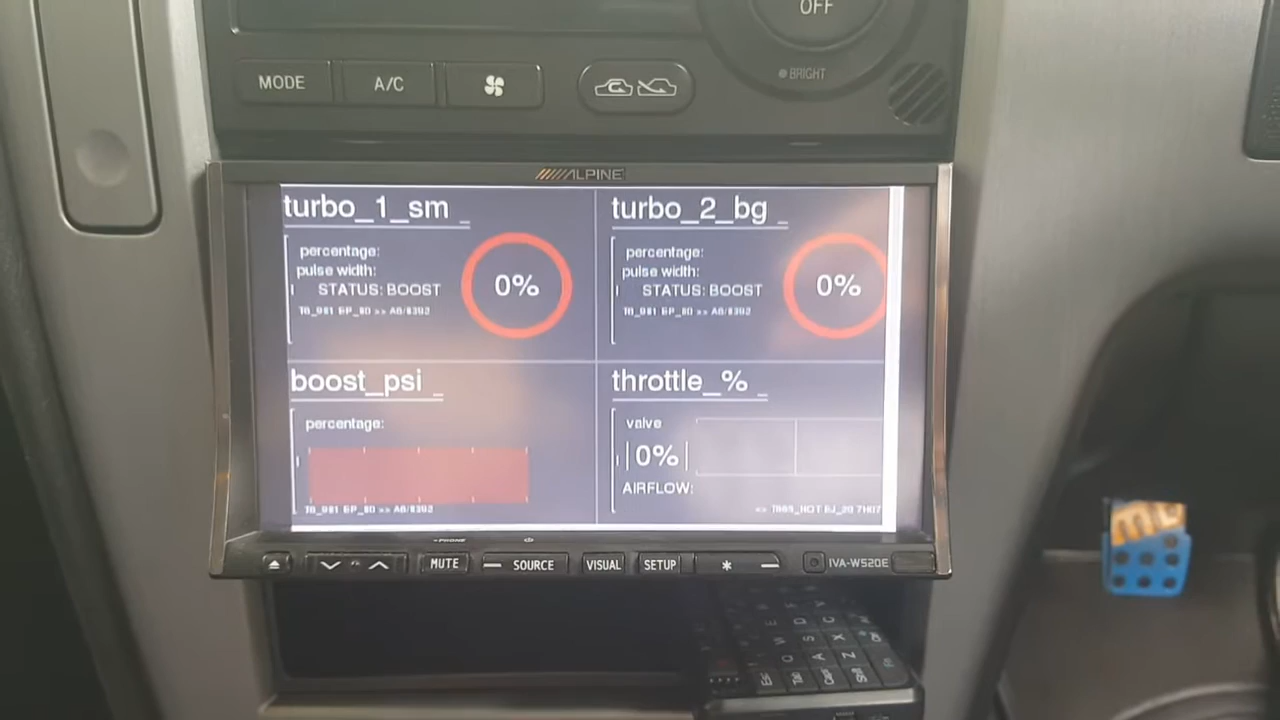 OFF
MODE
A/C
BRIGHT
ALPINE
turbo_1_sm _
percentage:
pulse width:
STATUS: BOOST
0%
turbo_2_bg _
percentage:
pulse width:
STATUS: BOOST
0%
boost_psi _
percentage:
throttle_% _
valve
0%
AIRFLOW:
MUTE
SOURCE
VISUAL
SETUP
*
IVA-W520E